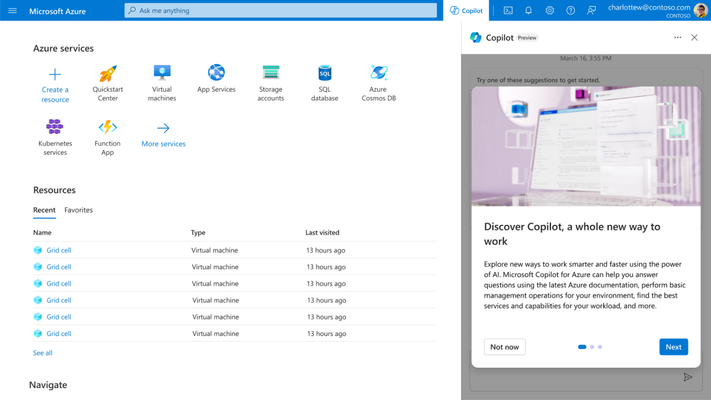 Microsoft Azure
Ask me anything
Copilot
charlottew@contoso.com
CONTOSO
Azure services
Create a
resource
Quickstart
Center
Virtual
machines
App Services
Storage
accounts
SQL
SQL
database
Azure
Cosmos DB
Kubernetes
services
Function
App
More services
Resources
Recent Favorites
Name Type Last visited
Grid cell Virtual machine 13 hours ago
Grid cell Virtual machine 13 hours ago
Grid cell Virtual machine 13 hours ago
Grid cell Virtual machine 13 hours ago
Grid cell Virtual machine 13 hours ago
Grid cell Virtual machine 13 hours ago
See all
Navigate
Copilot Preview
March 16, 3:55 PM
Try one of these suggestions to get started.
Discover Copilot, a whole new way to
work
Explore new ways to work smarter and faster using the power
of AI. Microsoft Copilot for Azure can help you answer
questions using the latest Azure documentation, perform basic
management operations for your environment, find the best
services and capabilities for your workload, and more.
Not now
Next